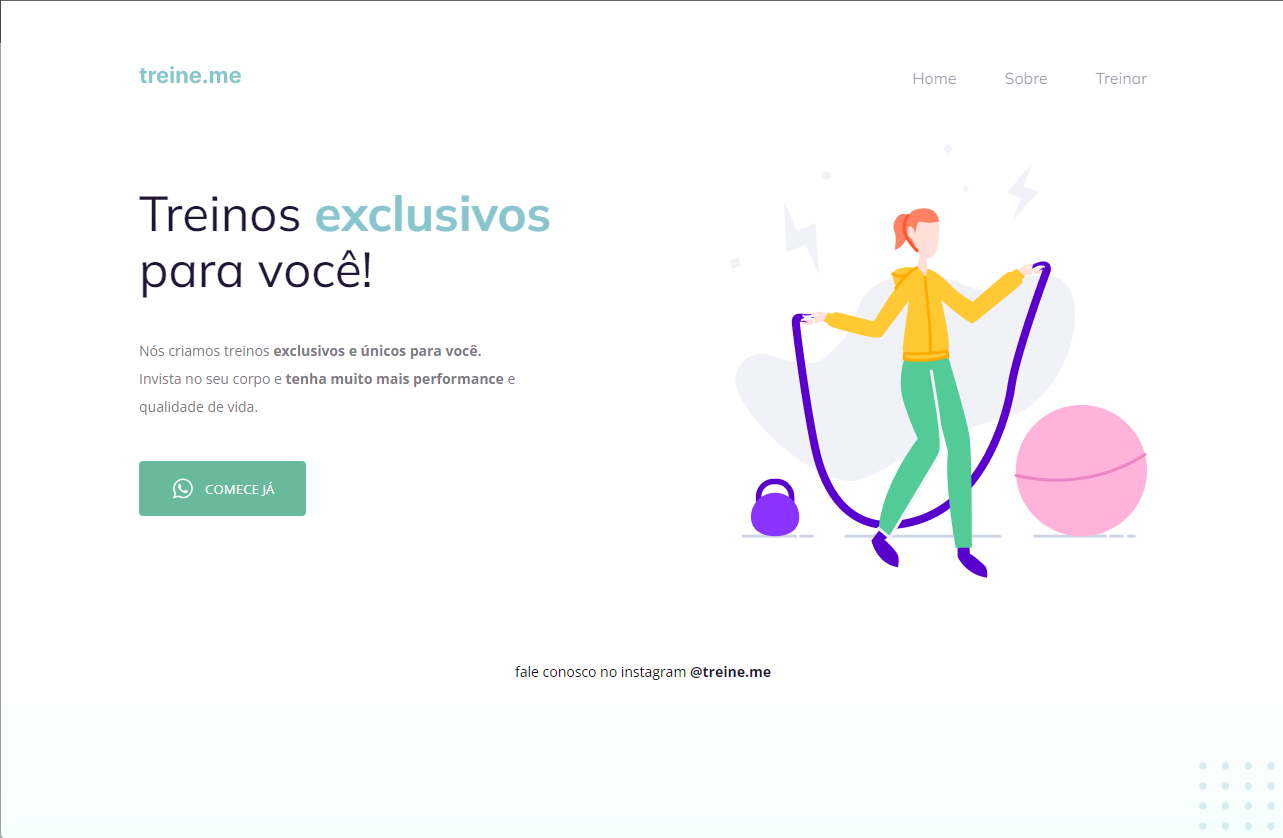 treine.me
Home Sobre Treinar
Treinos exclusivos
para você!
Nós criamos treinos exclusivos e únicos para você.
Invista no seu corpo e tenha muito mais performance e
qualidade de vida.
COMECE JÁ
fale conosco no instagram @treine.me